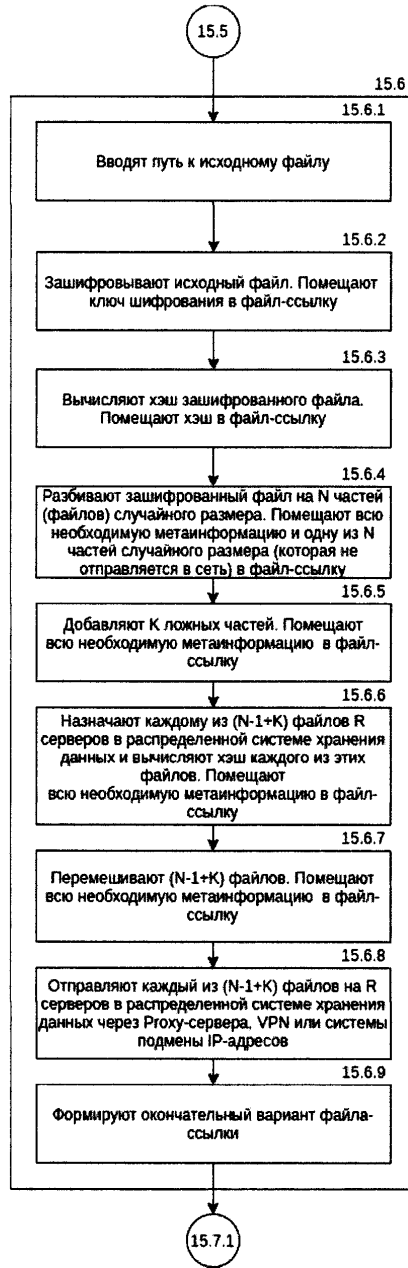 15.5
15.6
15.6.1
Вводят путь к исходному файлу
15.6.2
Зашифровывают исходный файл. Помещают
ключ шифрования в файл-ссылку
15.6.3
Вычисляют хэш зашифрованного файла.
Помещают хэш в файл-ссылку
15.6.4
Разбивают зашифрованный файл на N частей
(файлов) случайного размера. Помещают всю
необходимую метаинформацию и одну из N
частей случайного размера (которая не
отправляется в сеть) в файл-ссылку
15.6.5
Добавляют K ложных частей. Помещают
всю необходимую метаинформацию в файл-
ссылку
15.6.6
Назначают каждому из (N-1+K) файлов R
серверов в распределенной системе хранения
данных и вычисляют хэш каждого из этих
файлов. Помещают
всю необходимую метаинформацию в файл-
ссылку
15.6.7
Перемешивают (N-1+K) файлов. Помещают
всю необходимую метаинформацию в файл-
ссылку
15.6.8
Отправляют каждый из (N-1+K) файлов на R
серверов в распределенной системе хранения
данных через Proxy-сервера, VPN или системы
подмены IP-адресов
15.6.9
Формируют окончательный вариант файла-
ссылки
15.7.1